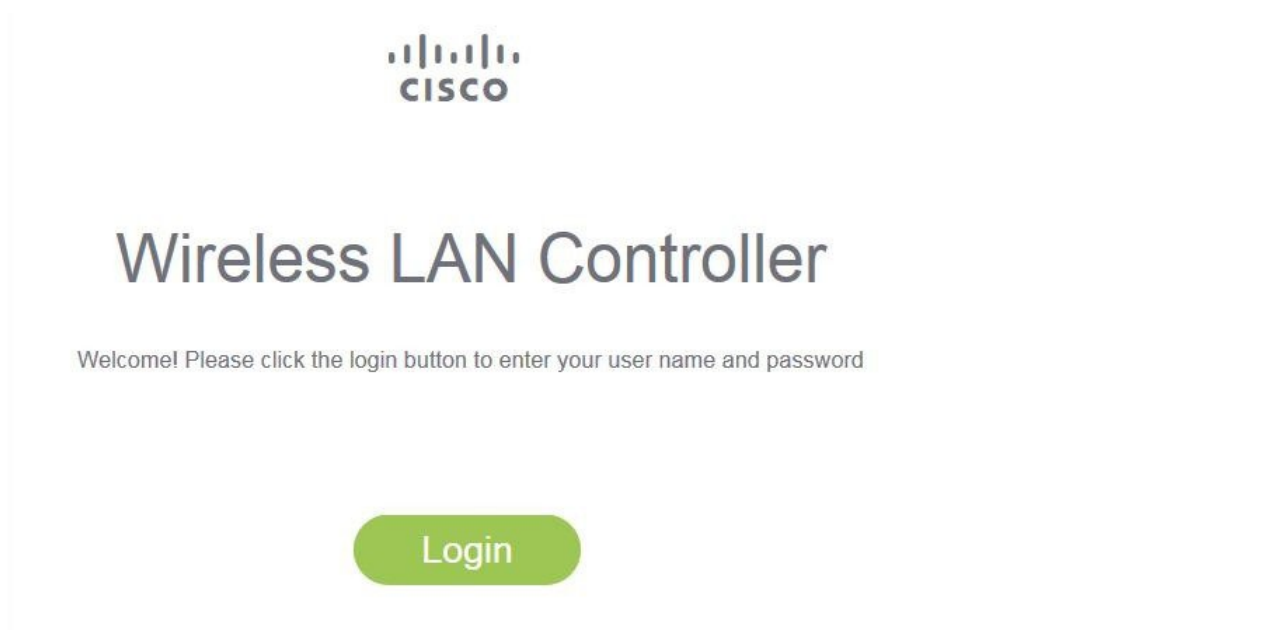 CISCO
Wireless LAN Controller
Welcome! Please click the login button to enter your user name and password
Login